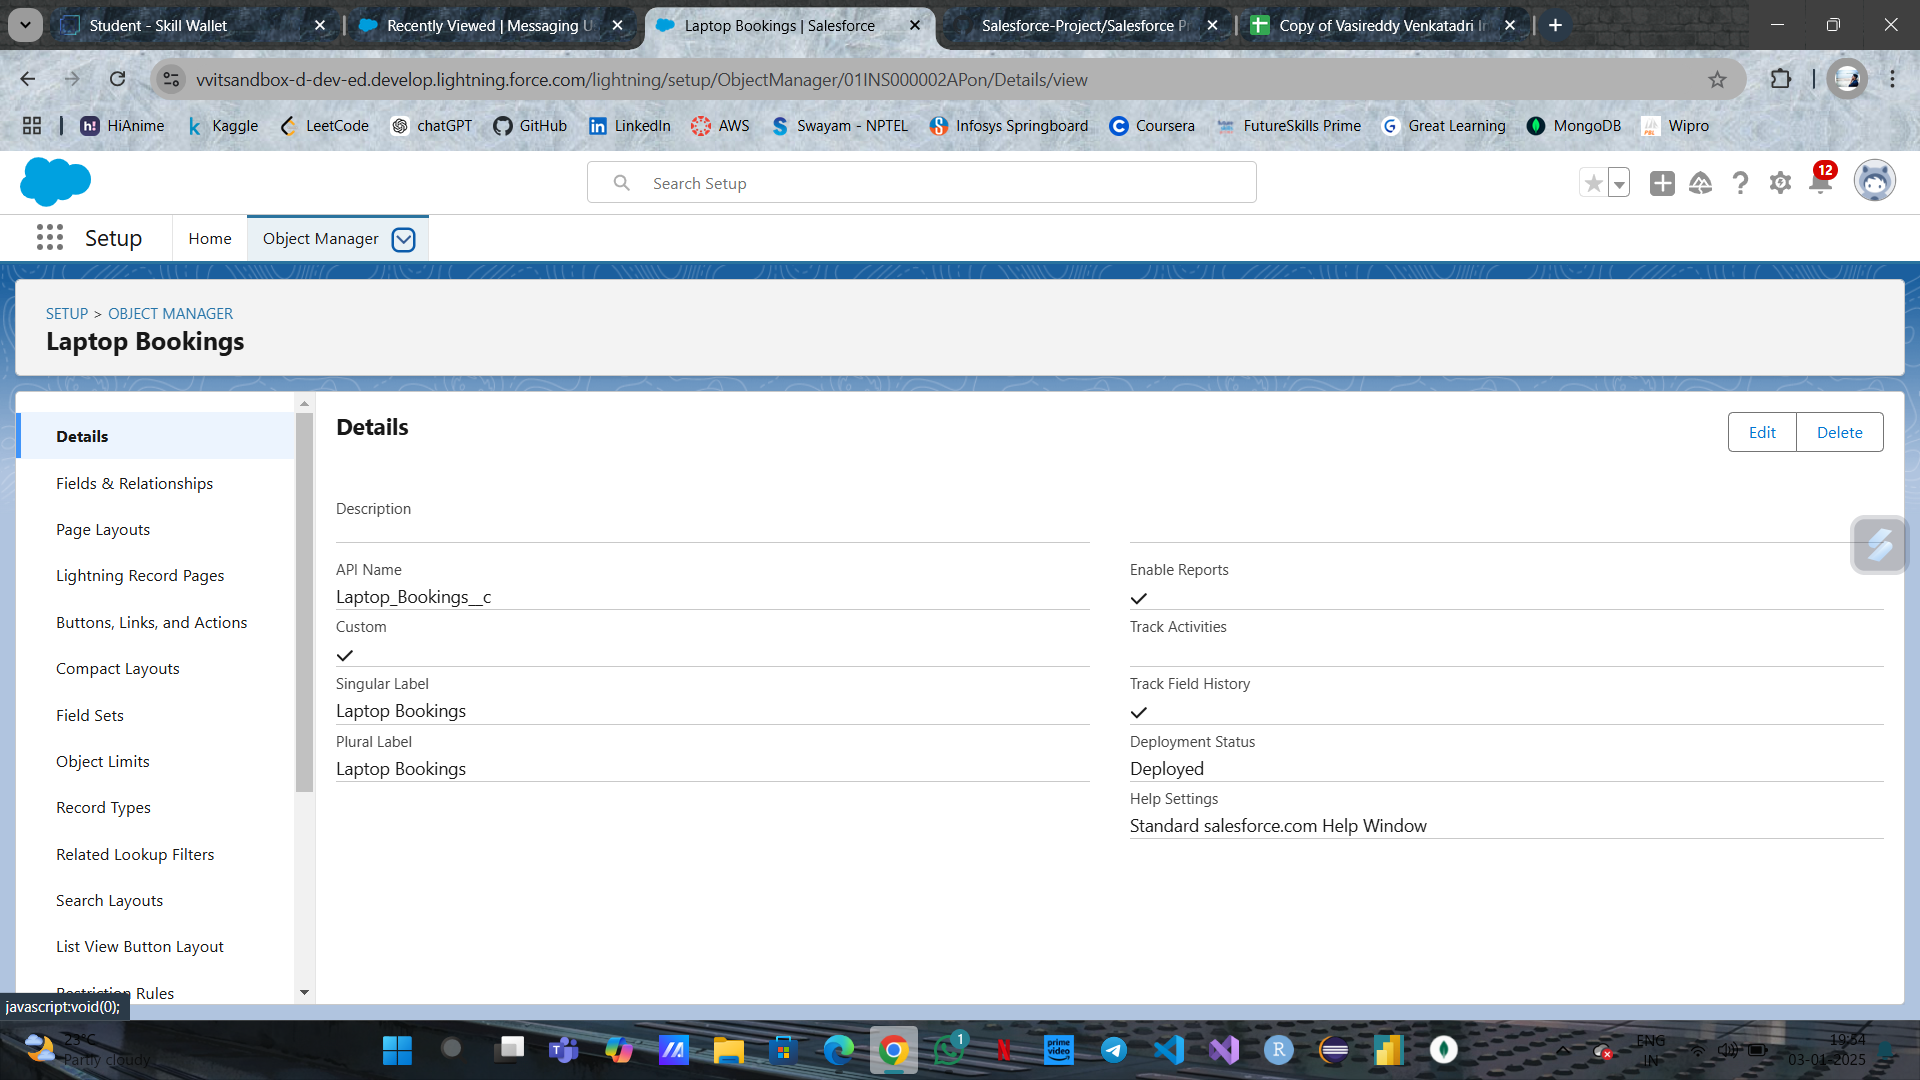 Student - Skill Wallet
Recently Viewed | Messaging U
Laptop Bookings | Salesforce
Salesforce-Project/Salesforce Pr
Copy of Vasireddy Venkatadri In
vvitsandbox-d-dev-ed.develop.lightning.force.com/lightning/setup/ObjectManager/01INS000002APon/Details/view
HiAnime
Kaggle
LeetCode
chatGPT
GitHub
LinkedIn
AWS
Swayam - NPTEL
Infosys Springboard
Coursera
FutureSkills Prime
Great Learning
MongoDB
Wipro
Search Setup
12
Setup
Home
Object Manager
SETUP > OBJECT MANAGER
Laptop Bookings
Details
Fields & Relationships
Page Layouts
Lightning Record Pages
Buttons, Links, and Actions
Compact Layouts
Field Sets
Object Limits
Record Types
Related Lookup Filters
Search Layouts
List View Button Layout
Restriction Rules
Details
Edit
Delete
Description
API Name
Laptop_Bookings__c
Custom
Singular Label
Laptop Bookings
Plural Label
Laptop Bookings
Enable Reports
Track Activities
Track Field History
Deployment Status
Deployed
Help Settings
Standard salesforce.com Help Window
javascript:void(0);
23°C
Partly cloudy
prime video
1
ENG
IN
19:54
03-01-2025